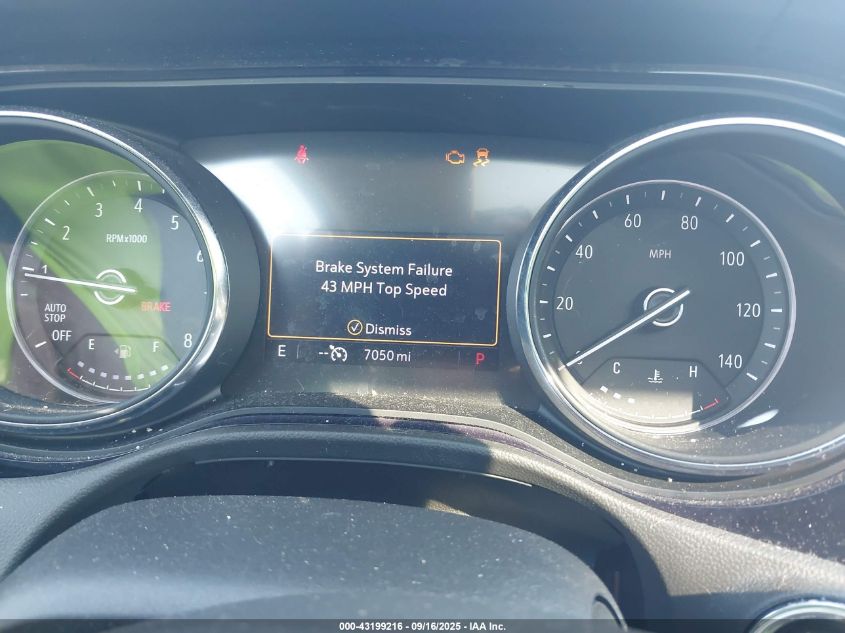 1
2
3
4
5
6
8
RPMx1000
AUTO
STOP
OFF
BRAKE
E
F
Brake System Failure
43 MPH Top Speed
Dismiss
E
--
7050 mi
P
20
40
60
80
100
120
140
MPH
C
H
000-43199216 - 09/16/2025 - IAA Inc.